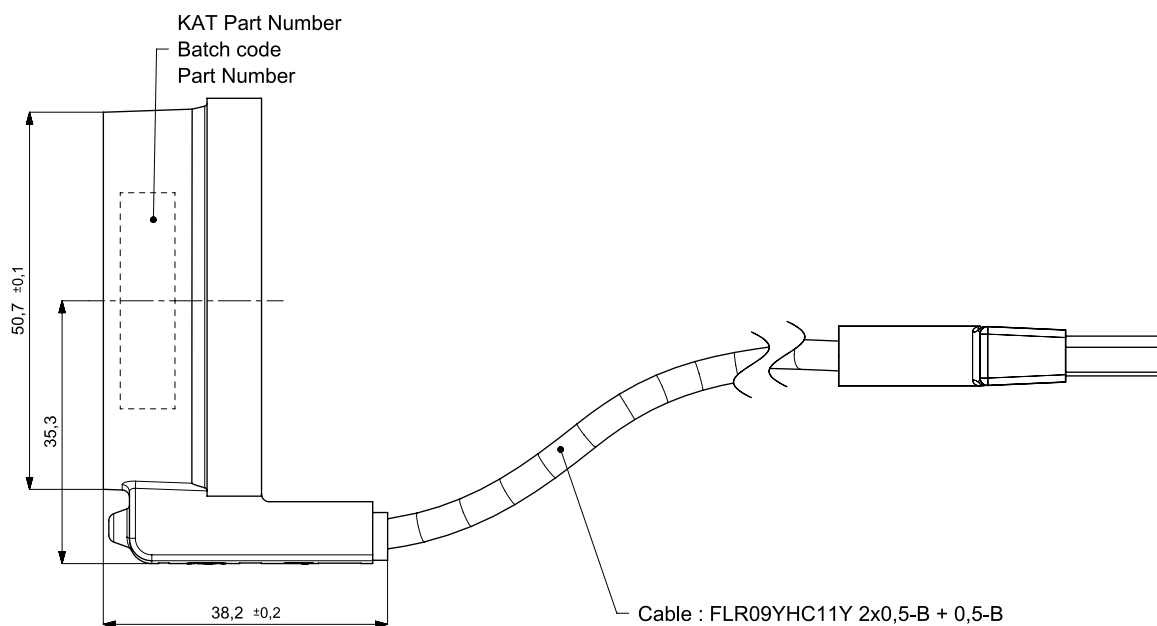 KAT Part Number
Batch code
Part Number
50,7 ±0,1
35,3
38,2 ±0,2
Cable : FLR09YHC11Y 2x0,5-B + 0,5-B